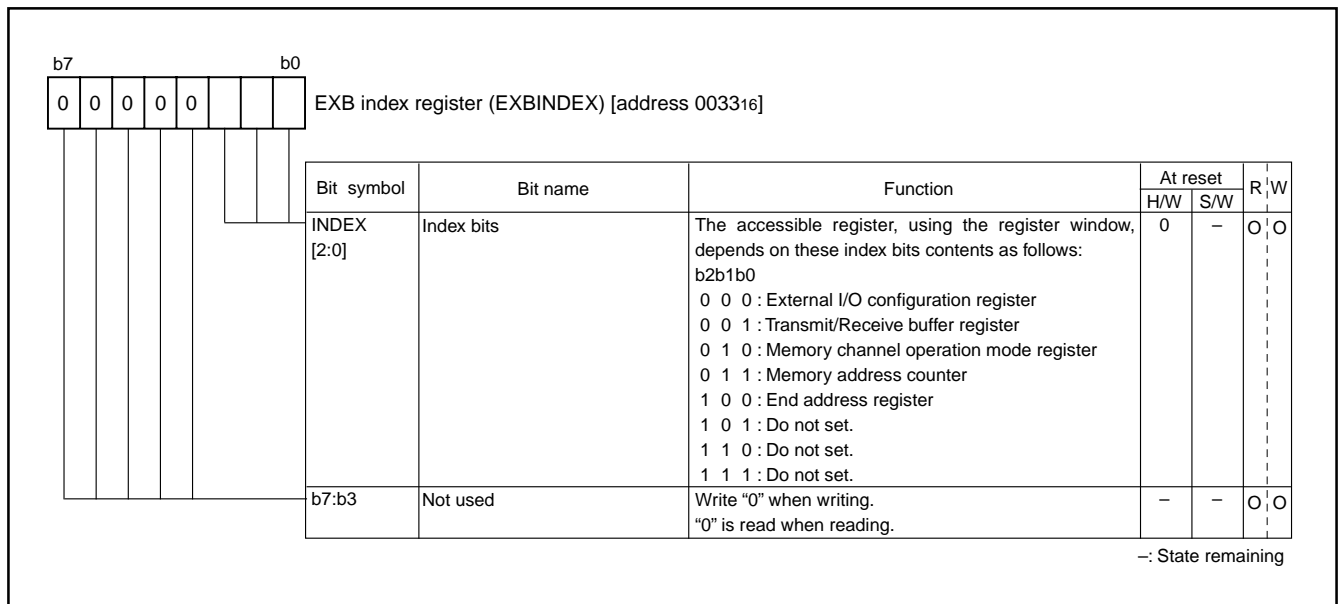 b7 b0
0 0 0 0 0 EXB index register (EXBINDEX) [address 003316]
Bit symbol Bit name Function At reset R W
H/W S/W
INDEX Index bits The accessible register, using the register window, 0 – O O
[2:0] depends on these index bits contents as follows:
b2b1b0
0 0 0 : External I/O configuration register
0 0 1 : Transmit/Receive buffer register
0 1 0 : Memory channel operation mode register
0 1 1 : Memory address counter
1 0 0 : End address register
1 0 1 : Do not set.
1 1 0 : Do not set.
1 1 1 : Do not set.
b7:b3 Not used Write “0” when writing. – – O O
“0” is read when reading.
–: State remaining